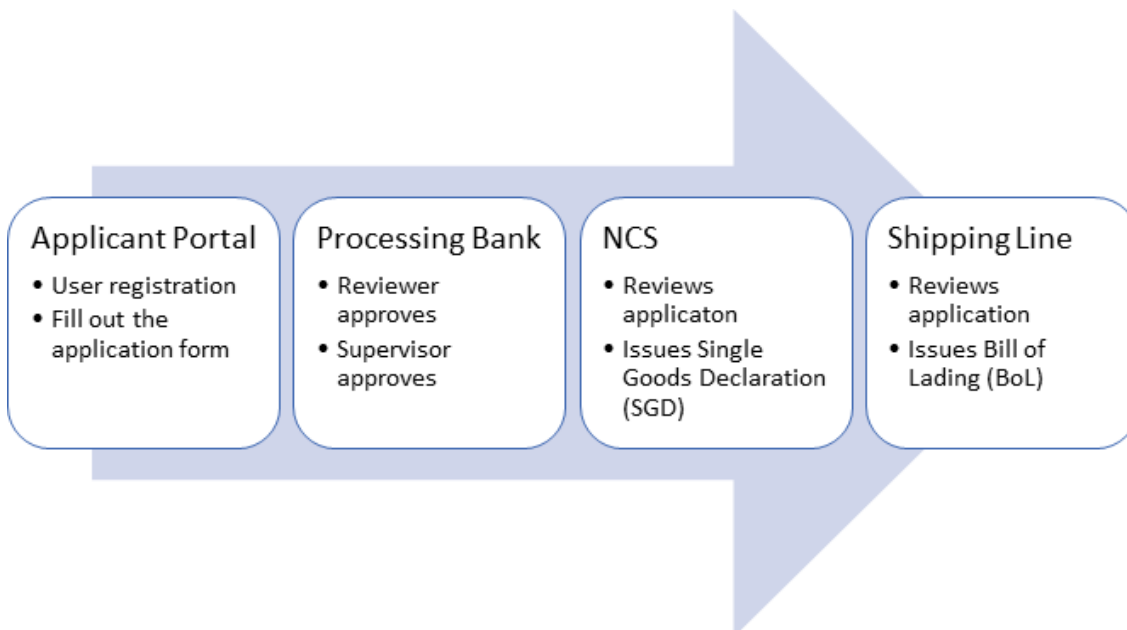 Applicant Portal
• User registration
• Fill out the
application form
Processing Bank
• Reviewer
approves
• Supervisor
approves
NCS
• Reviews
applicaton
• Issues Single
Goods Declaration
(SGD)
Shipping Line
• Reviews
application
• Issues Bill of
Lading (BoL)